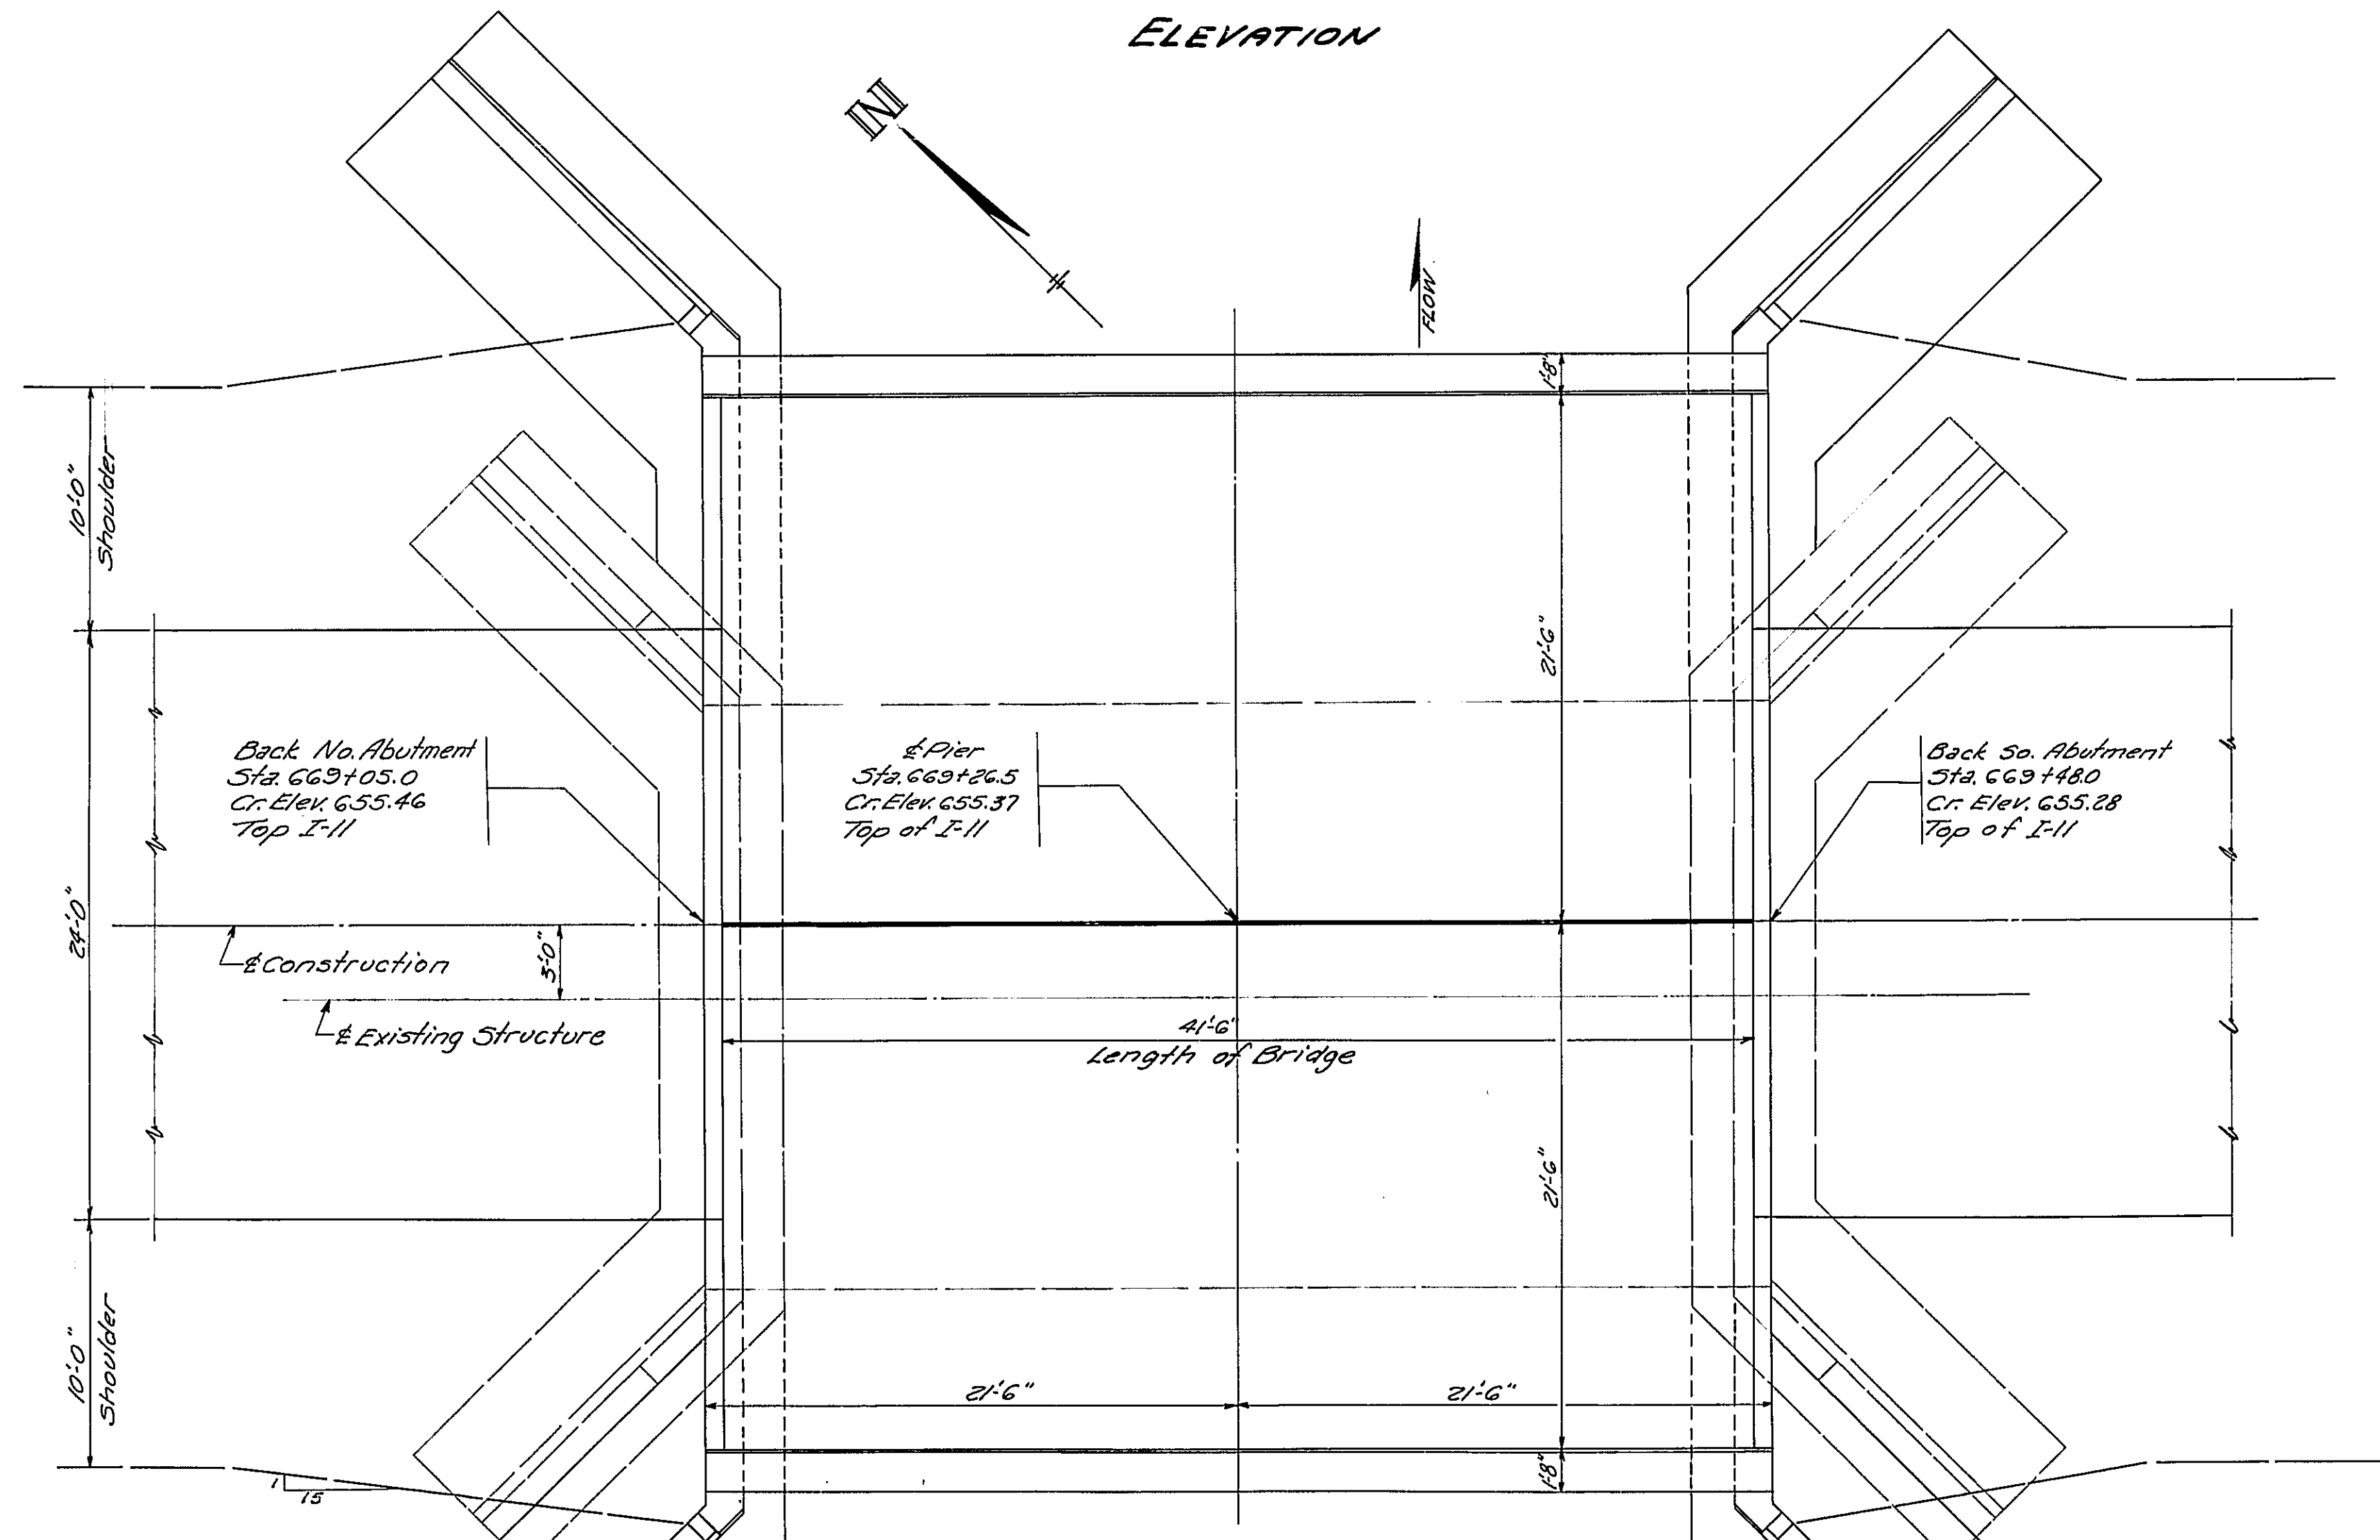 ELEVATION
N
FLOW
1'-8"
10'-0"
Shoulder
21'-6"
Back No. Abutment
Sta. 669+05.0
Cr. Elev. 655.46
Top I-11
℄ Pier
Sta. 669+26.5
Cr. Elev. 655.37
Top of I-11
Back So. Abutment
Sta. 669+48.0
Cr. Elev. 655.28
Top of I-11
24'-0"
℄ Construction
3'-0"
℄ Existing Structure
41'-6"
Length of Bridge
21'-6"
10'-0"
Shoulder
21'-6"
21'-6"
1'-8"
1
15